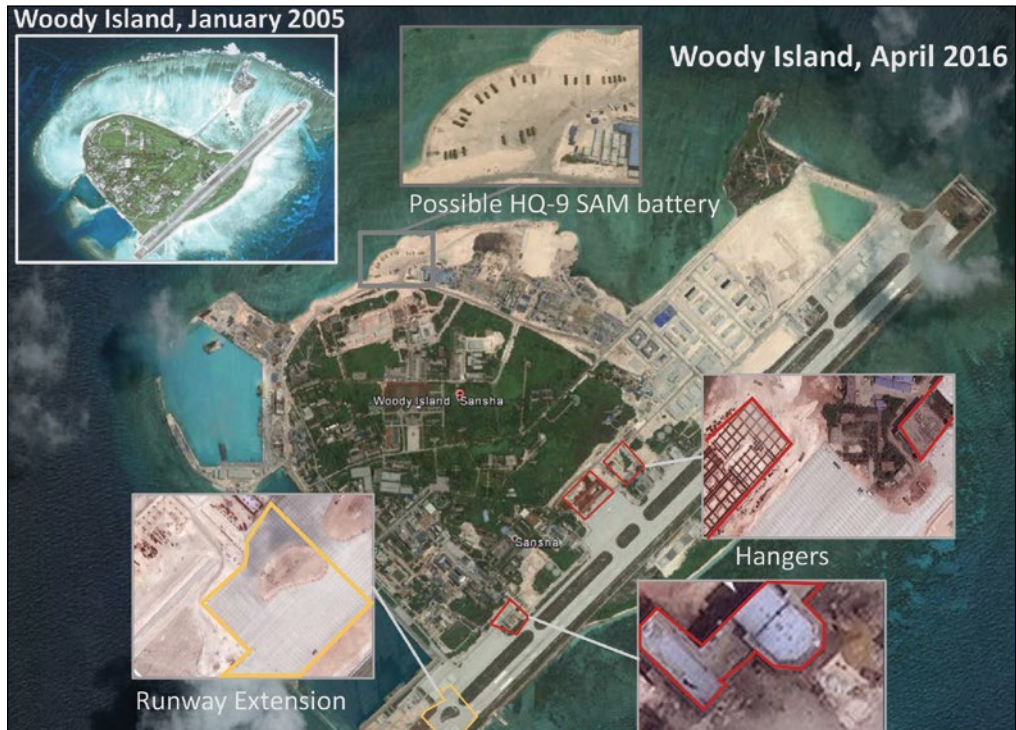 Woody Island, January 2005
Woody Island, April 2016
Possible HQ-9 SAM battery
Woody Island Sansha
Sansha
Hangers
Runway Extension